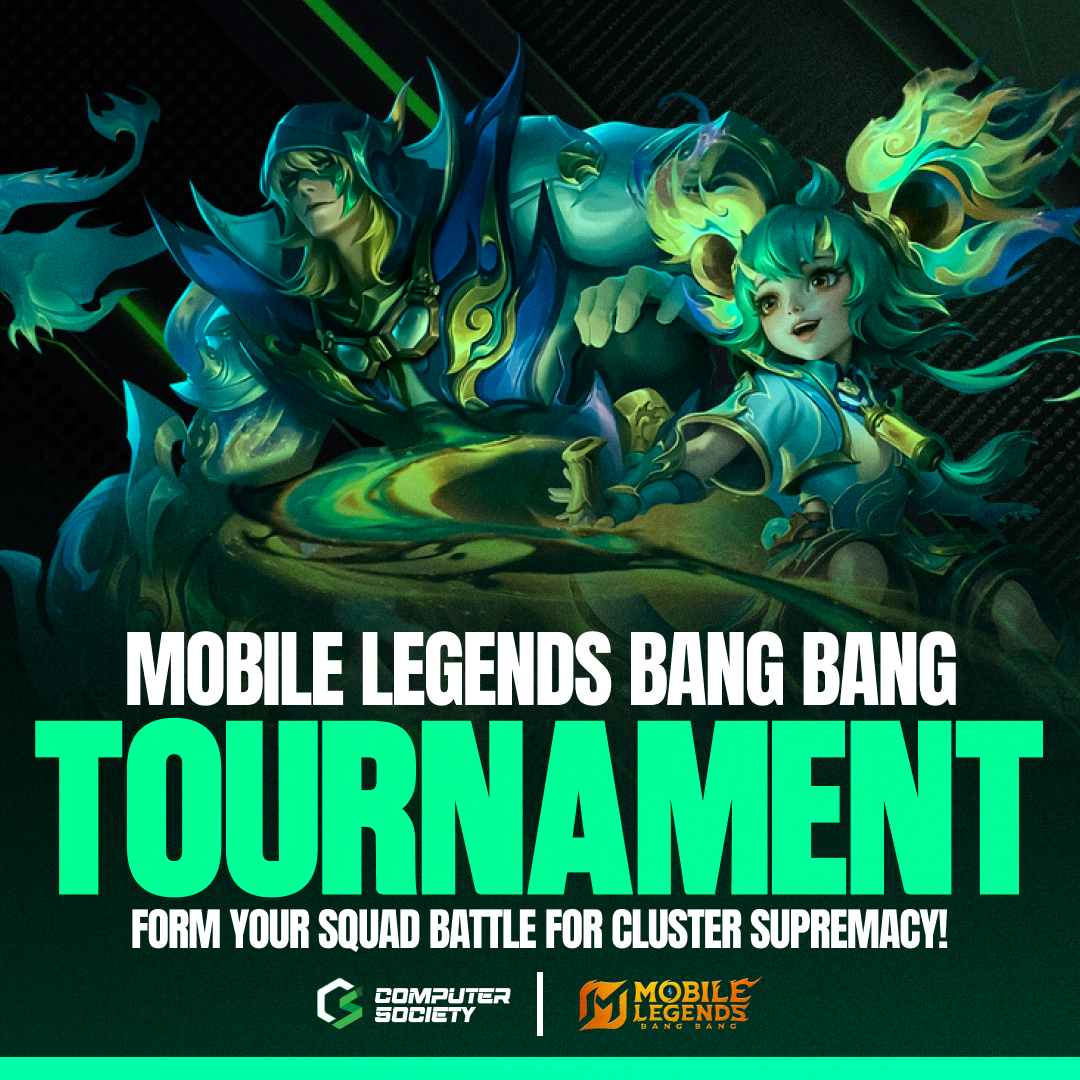 MOBILE LEGENDS BANG BANG
TOURNAMENT
FORM YOUR SQUAD BATTLE FOR CLUSTER SUPREMACY!
COMPUTER
SOCIETY
MOBILE
LEGENDS
BANG BANG